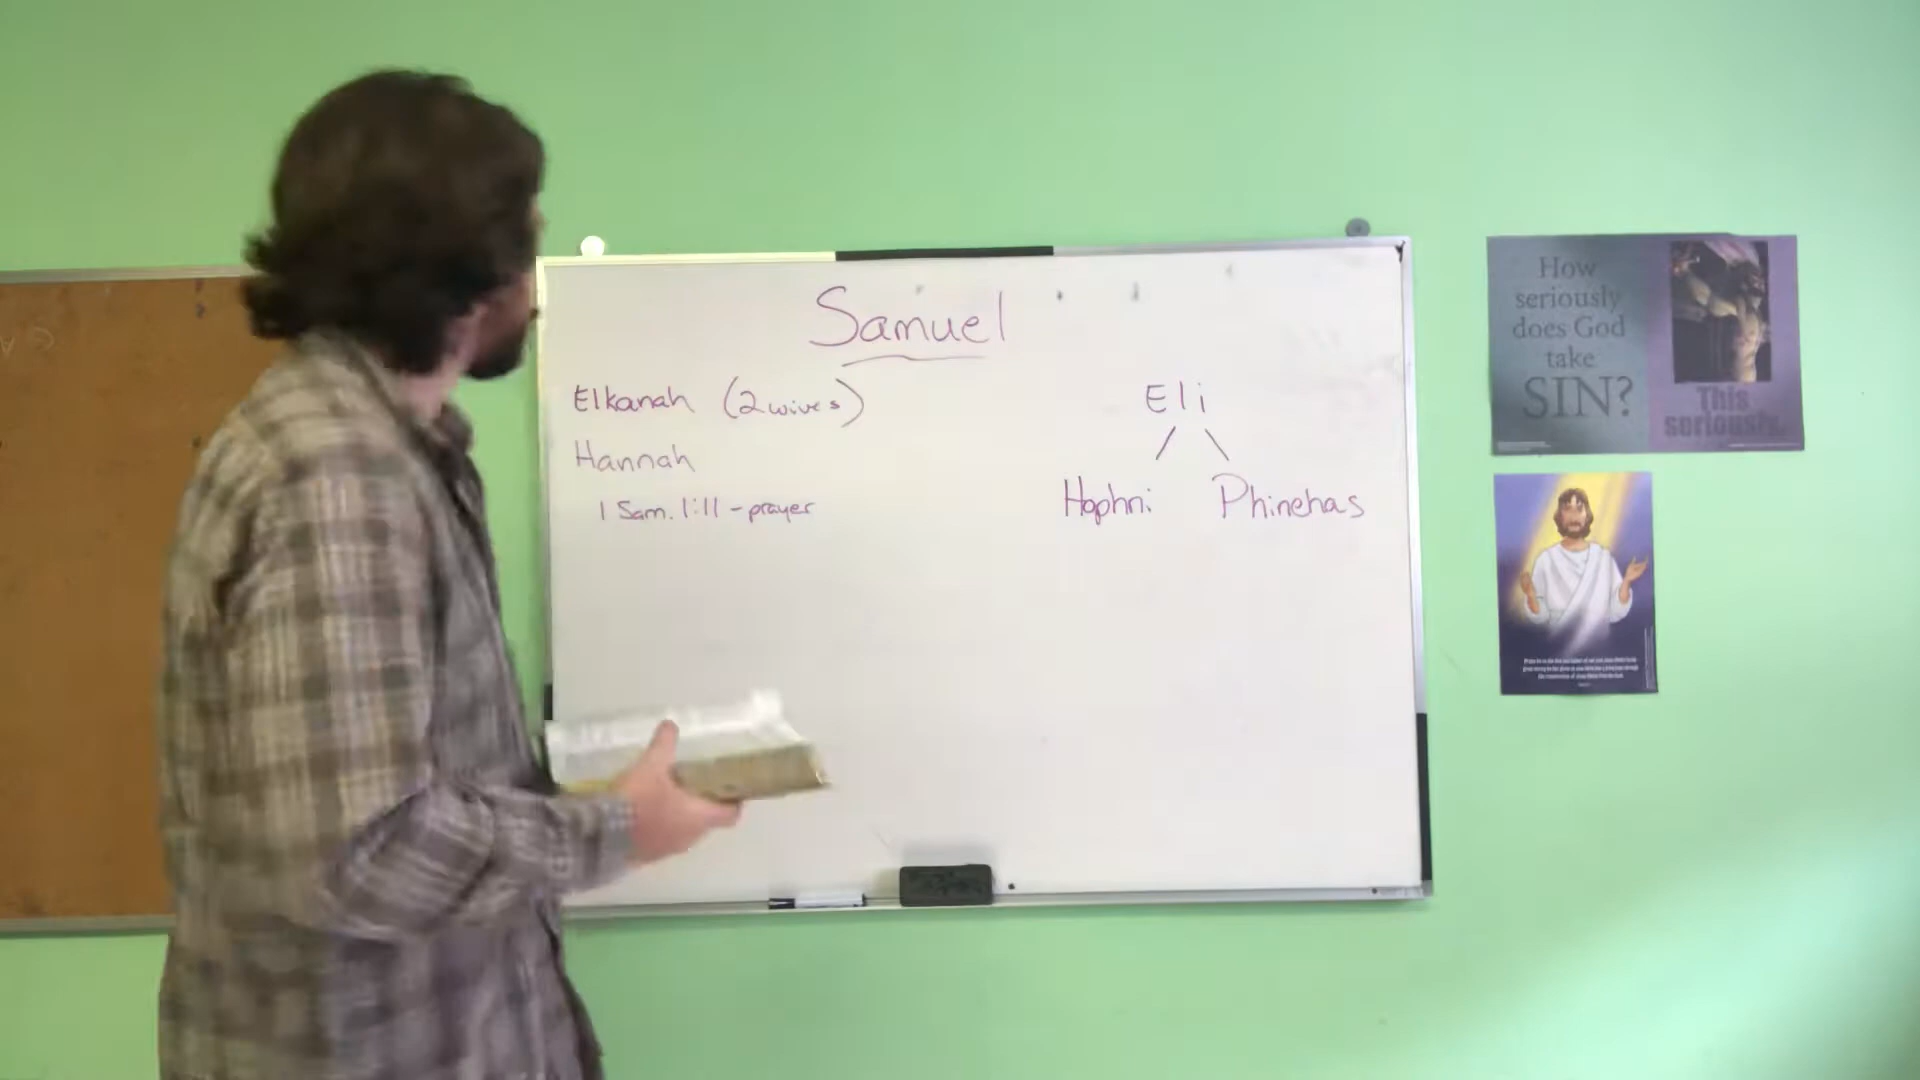 Samuel
Elkanah (2 wives)
Hannah
1 Sam. 1:11 - prayer
Eli
Hophni Phinehas
How
seriously
does God
take
SIN?
This
seriously.